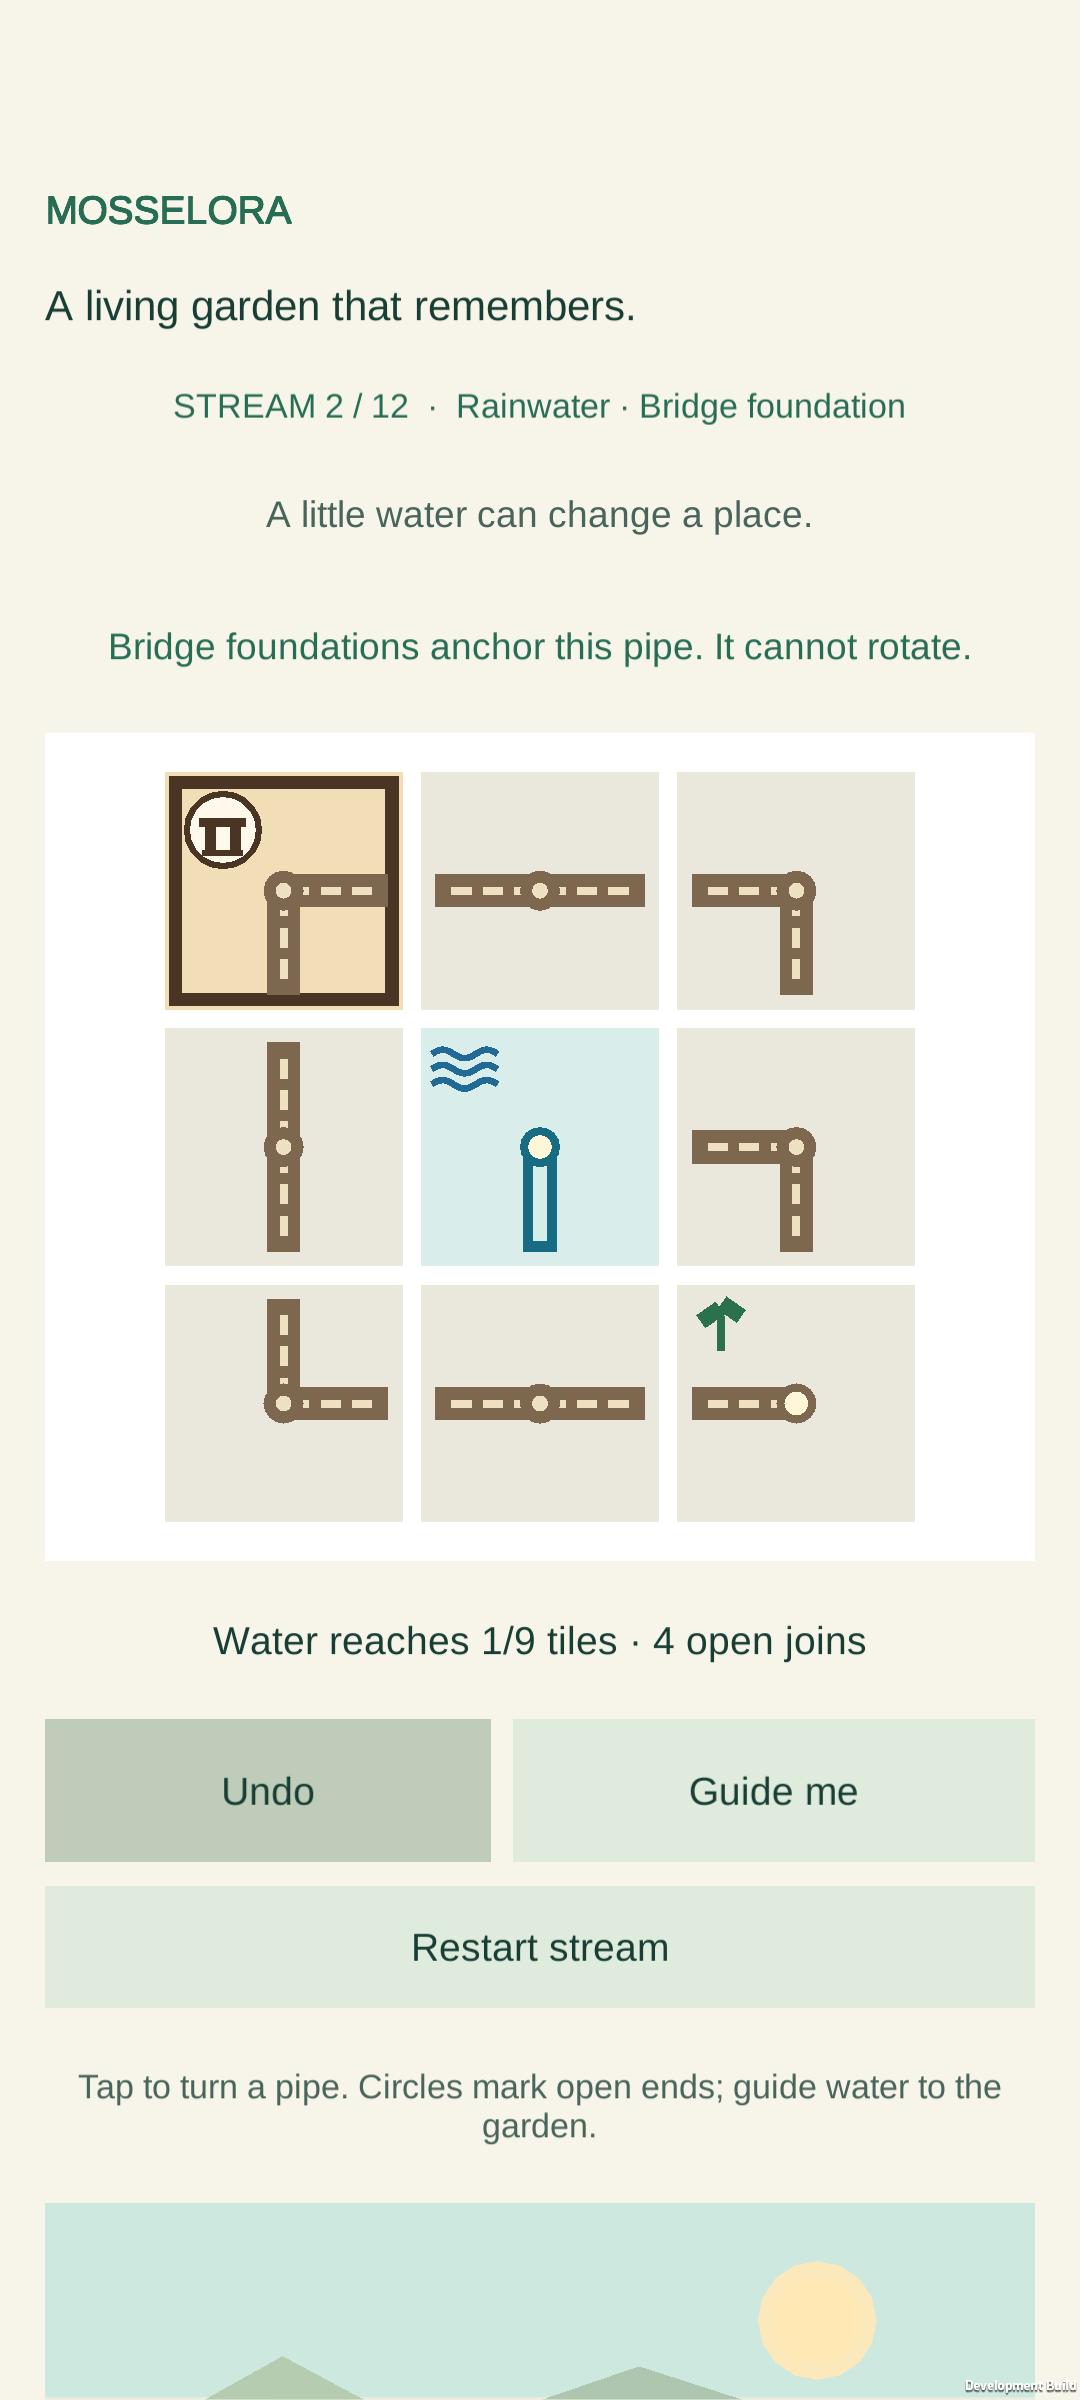 MOSSELORA
A living garden that remembers.
STREAM 2 / 12 · Rainwater · Bridge foundation
A little water can change a place.
Bridge foundations anchor this pipe. It cannot rotate.
Water reaches 1/9 tiles · 4 open joins
Undo
Guide me
Restart stream
Tap to turn a pipe. Circles mark open ends; guide water to the
garden.
Development Build